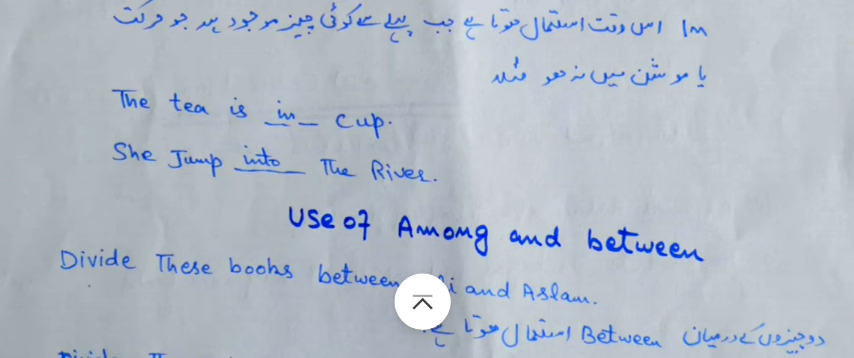 In اس وقت استعمال ہوتا ہے جب پہلے سے کوئی چیز موجود ہو جو حرکت
یا موشن میں نہ ہو مثلاً
The tea is in cup.
She Jump into The River.
Use of Among and between
Divide These books between and Aslam.
دو چیزوں کے درمیان Between استعمال ہوتا ہے